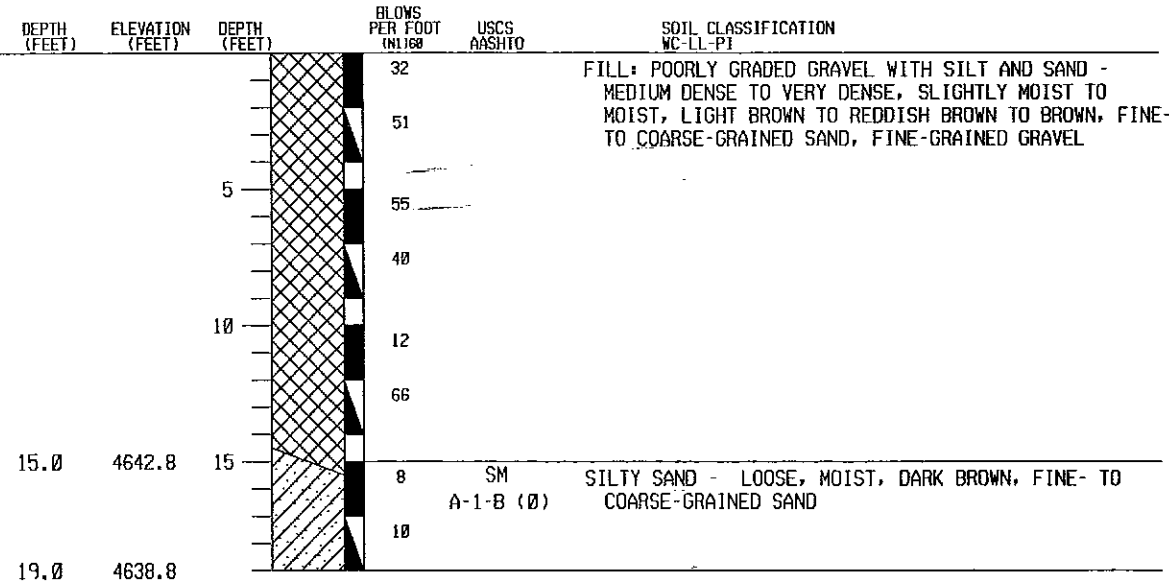 DEPTH (FEET) ELEVATION (FEET) DEPTH (FEET) BLOWS PER FOOT (N1)60 USCS AASHTO SOIL CLASSIFICATION WC-LL-PI
32 FILL: POORLY GRADED GRAVEL WITH SILT AND SAND -
MEDIUM DENSE TO VERY DENSE, SLIGHTLY MOIST TO
51 MOIST, LIGHT BROWN TO REDDISH BROWN TO BROWN, FINE-
TO COARSE-GRAINED SAND, FINE-GRAINED GRAVEL
5
55
40
10
12
66
15.0 4642.8 15
8 SM SILTY SAND - LOOSE, MOIST, DARK BROWN, FINE- TO
A-1-B (0) COARSE-GRAINED SAND
10
19.0 4638.8